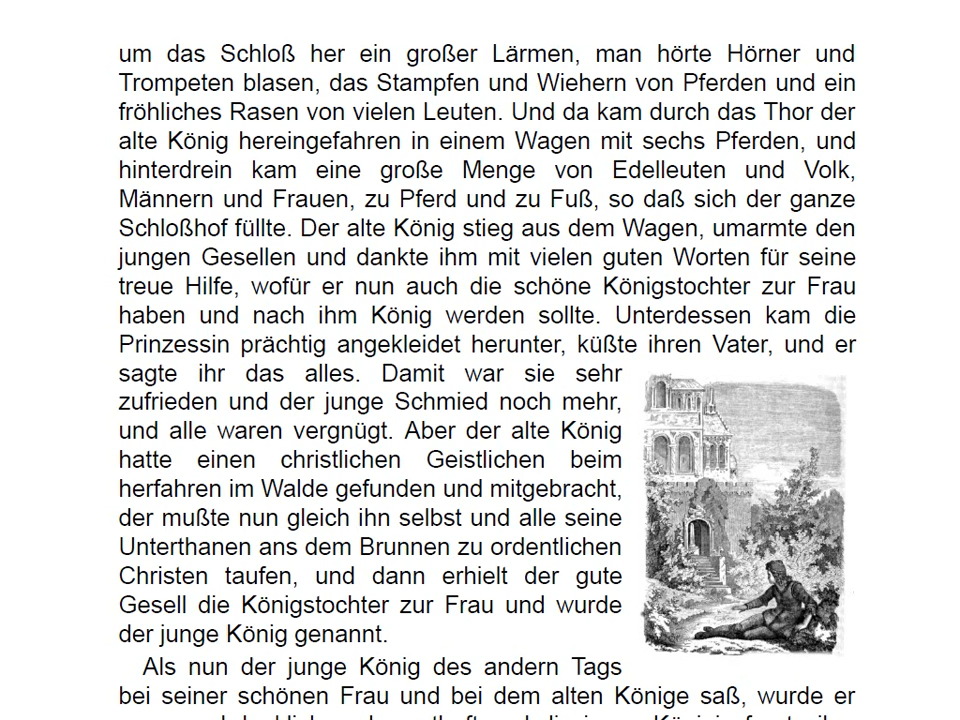 um das Schloß her ein großer Lärmen, man hörte Hörner und
Trompeten blasen, das Stampfen und Wiehern von Pferden und ein
fröhliches Rasen von vielen Leuten. Und da kam durch das Thor der
alte König hereingefahren in einem Wagen mit sechs Pferden, und
hinterdrein kam eine große Menge von Edelleuten und Volk,
Männern und Frauen, zu Pferd und zu Fuß, so daß sich der ganze
Schloßhof füllte. Der alte König stieg aus dem Wagen, umarmte den
jungen Gesellen und dankte ihm mit vielen guten Worten für seine
treue Hilfe, wofür er nun auch die schöne Königstochter zur Frau
haben und nach ihm König werden sollte. Unterdessen kam die
Prinzessin prächtig angekleidet herunter, küßte ihren Vater, und er
sagte ihr das alles. Damit war sie sehr
zufrieden und der junge Schmied noch mehr,
und alle waren vergnügt. Aber der alte König
hatte einen christlichen Geistlichen beim
herfahren im Walde gefunden und mitgebracht,
der mußte nun gleich ihn selbst und alle seine
Unterthanen ans dem Brunnen zu ordentlichen
Christen taufen, und dann erhielt der gute
Gesell die Königstochter zur Frau und wurde
der junge König genannt.
Als nun der junge König des andern Tags
bei seiner schönen Frau und bei dem alten Könige saß, wurde er